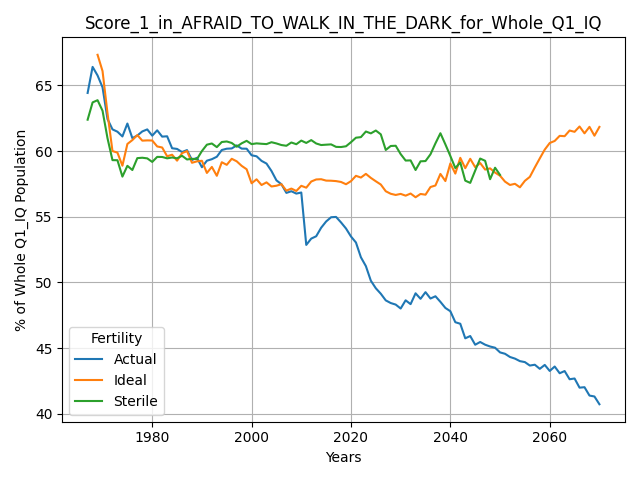 Score_1_in_AFRAID_TO_WALK_IN_THE_DARK_for_Whole_Q1_IQ
% of Whole Q1_IQ Population
65
60
55
50
45
40
Fertility
Actual
Ideal
Sterile
1980 2000 2020 2040 2060
Years